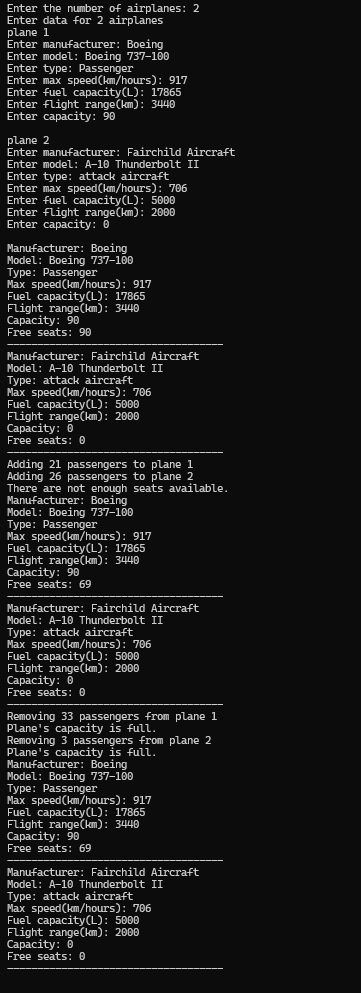 Enter the number of airplanes: 2
Enter data for 2 airplanes
plane 1
Enter manufacturer: Boeing
Enter model: Boeing 737-100
Enter type: Passenger
Enter max speed(km/hours): 917
Enter fuel capacity(L): 17865
Enter flight range(km): 3440
Enter capacity: 90

plane 2
Enter manufacturer: Fairchild Aircraft
Enter model: A-10 Thunderbolt II
Enter type: attack aircraft
Enter max speed(km/hours): 706
Enter fuel capacity(L): 5000
Enter flight range(km): 2000
Enter capacity: 0

Manufacturer: Boeing
Model: Boeing 737-100
Type: Passenger
Max speed(km/hours): 917
Fuel capacity(L): 17865
Flight range(km): 3440
Capacity: 90
Free seats: 90
------------------------------------
Manufacturer: Fairchild Aircraft
Model: A-10 Thunderbolt II
Type: attack aircraft
Max speed(km/hours): 706
Fuel capacity(L): 5000
Flight range(km): 2000
Capacity: 0
Free seats: 0
------------------------------------
Adding 21 passengers to plane 1
Adding 26 passengers to plane 2
There are not enough seats available.
Manufacturer: Boeing
Model: Boeing 737-100
Type: Passenger
Max speed(km/hours): 917
Fuel capacity(L): 17865
Flight range(km): 3440
Capacity: 90
Free seats: 69
------------------------------------
Manufacturer: Fairchild Aircraft
Model: A-10 Thunderbolt II
Type: attack aircraft
Max speed(km/hours): 706
Fuel capacity(L): 5000
Flight range(km): 2000
Capacity: 0
Free seats: 0
------------------------------------
Removing 33 passengers from plane 1
Plane's capacity is full.
Removing 3 passengers from plane 2
Plane's capacity is full.
Manufacturer: Boeing
Model: Boeing 737-100
Type: Passenger
Max speed(km/hours): 917
Fuel capacity(L): 17865
Flight range(km): 3440
Capacity: 90
Free seats: 69
------------------------------------
Manufacturer: Fairchild Aircraft
Model: A-10 Thunderbolt II
Type: attack aircraft
Max speed(km/hours): 706
Fuel capacity(L): 5000
Flight range(km): 2000
Capacity: 0
Free seats: 0
------------------------------------